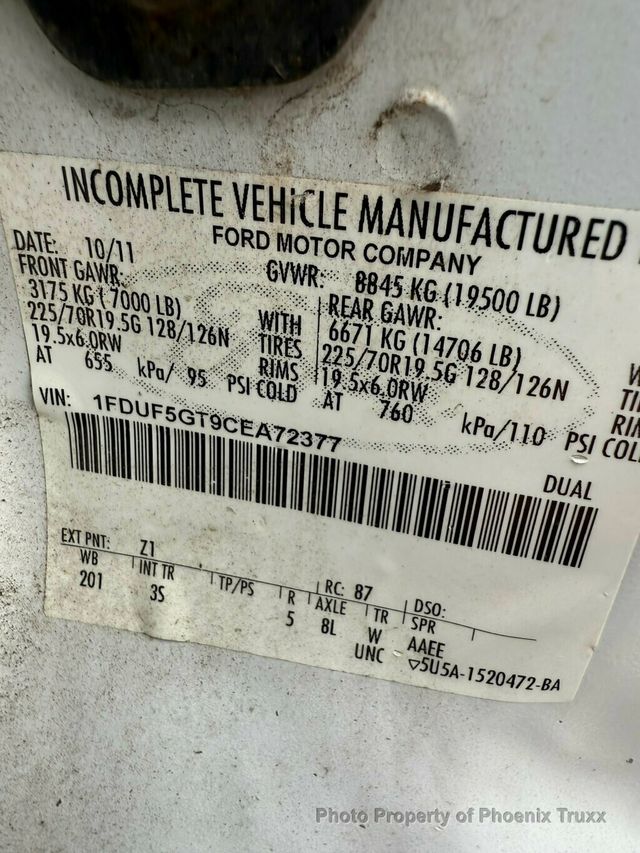 INCOMPLETE VEHICLE MANUFACTURED
FORD MOTOR COMPANY
DATE: 10/11 GVWR: 8845 KG (19500 LB)
FRONT GAWR: REAR GAWR:
3175 KG (7000 LB) WITH 6671 KG (14706 LB)
225/70R19.5G 128/126N TIRES 225/70R19.5G 128/126N
19.5x6.0RW RIMS 19.5x6.0RW
AT 655 kPa/ 95 PSI COLD AT 760 kPa/110 PSI COL
VIN: 1FDUF5GT9CEA72377
DUAL
EXT PNT: Z1 RC: 87 DSO:
WB INT TR TP/PS R AXLE TR SPR
201 3S 5 8L W AAEE
UNC ▽5U5A-1520472-BA
Photo Property of Phoenix Truxx